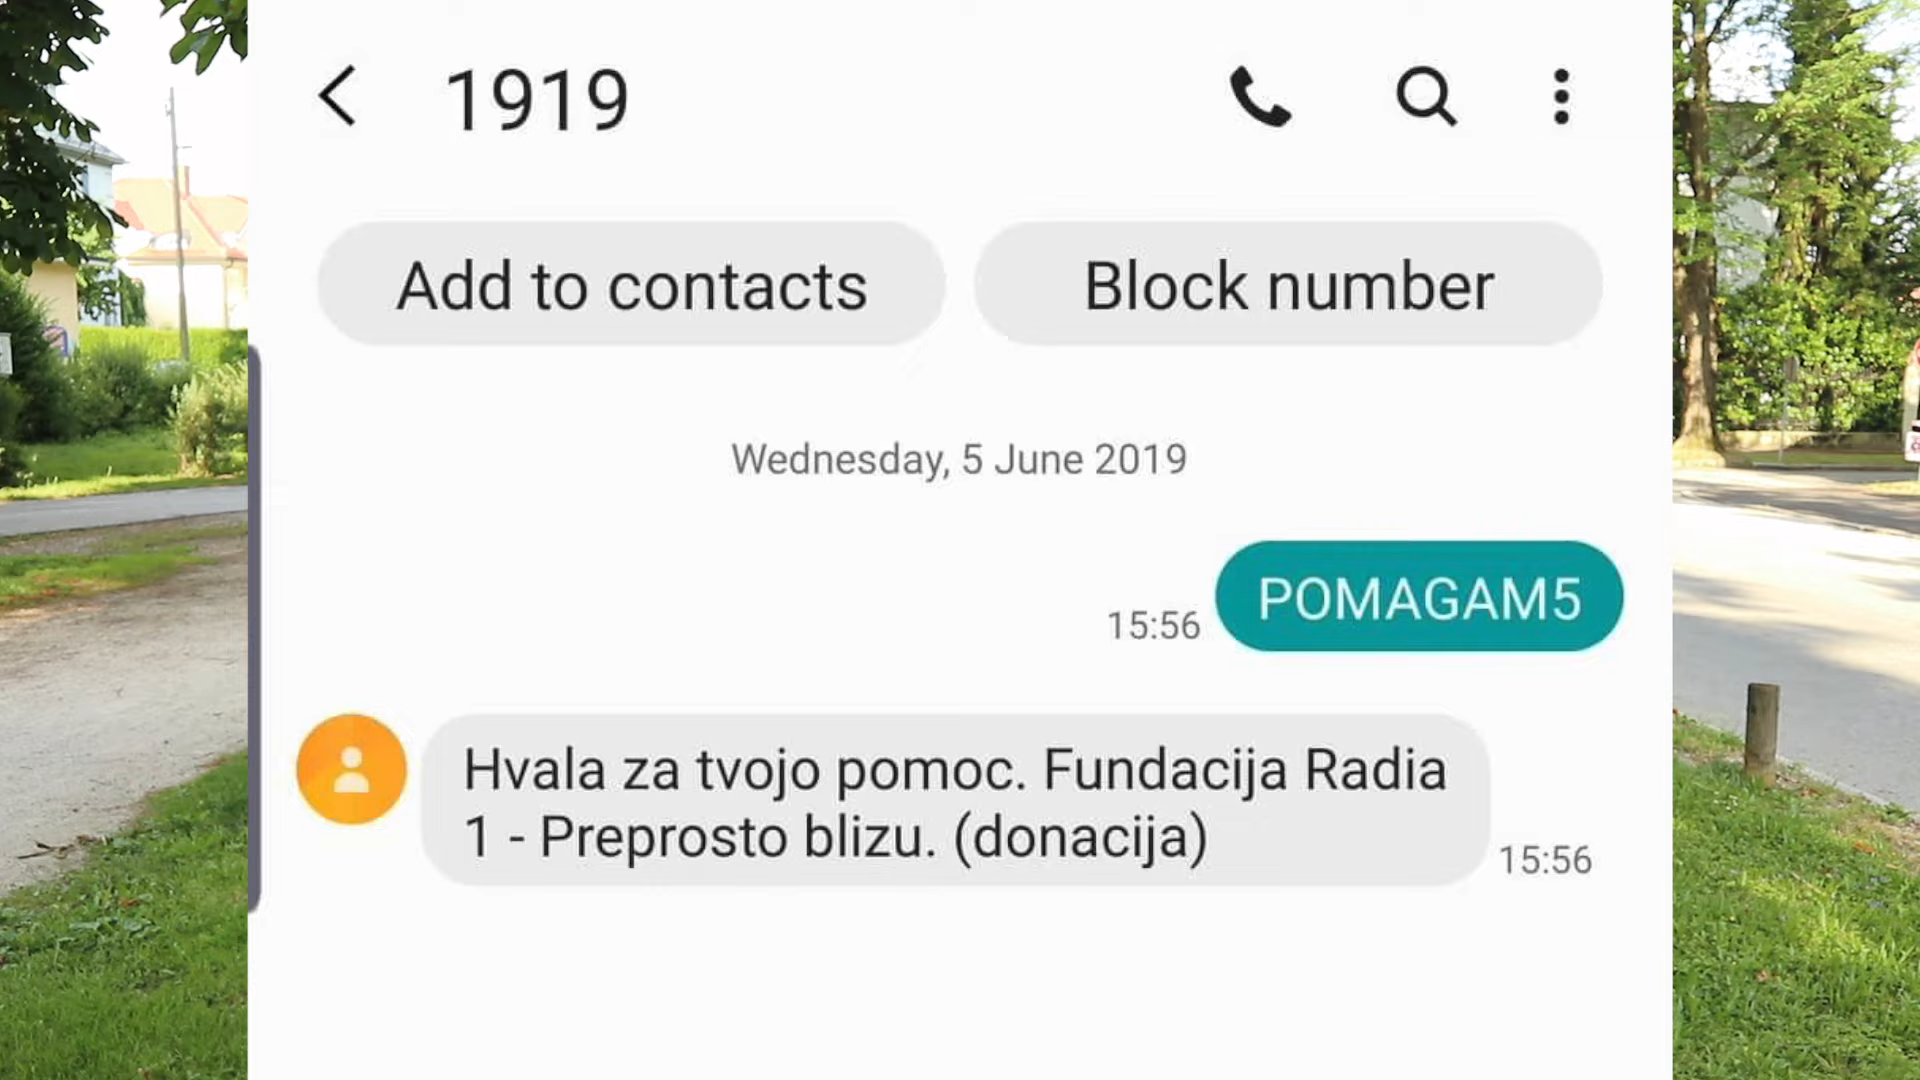 1919
Add to contacts
Block number
Wednesday, 5 June 2019
15:56
POMAGAM5
Hvala za tvojo pomoc. Fundacija Radia
1 - Preprosto blizu. (donacija)
15:56